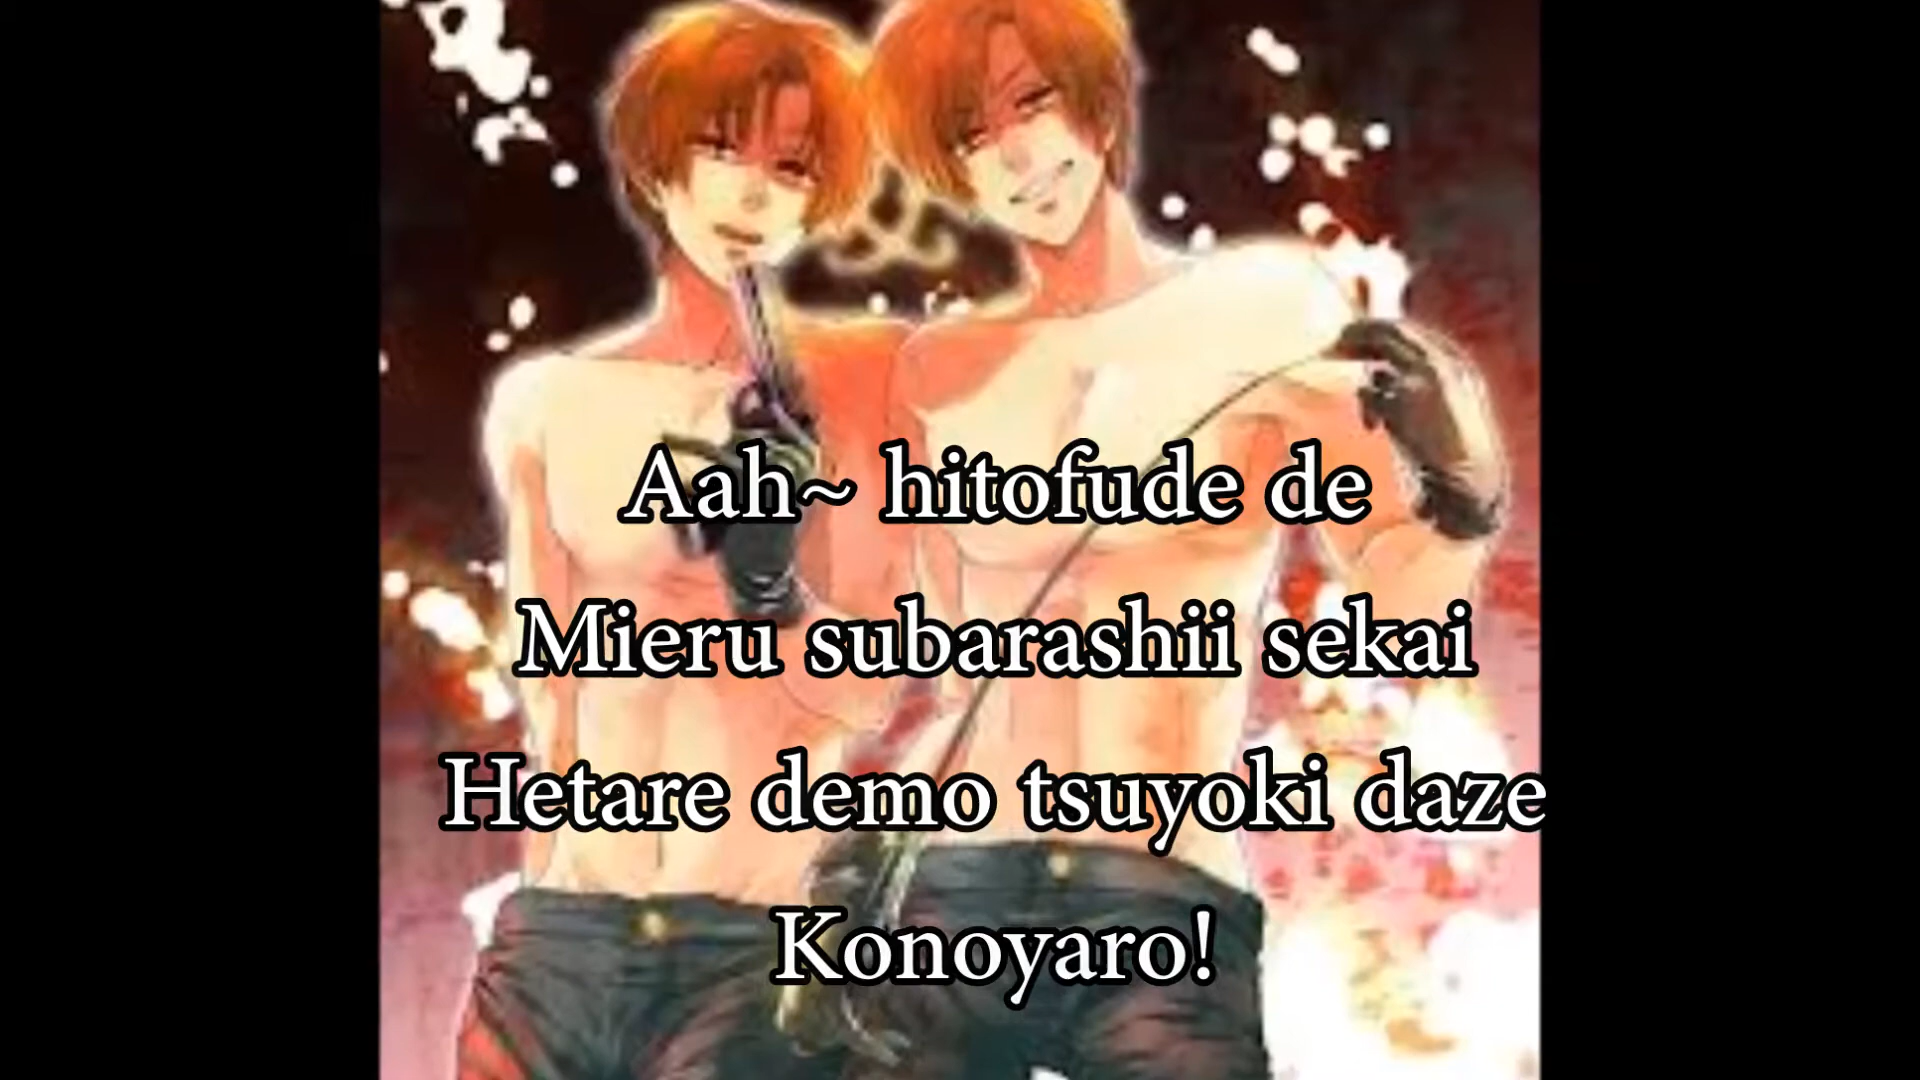 Aah~ hitofude de
Mieru subarashii sekai
Hetare demo tsuyoki daze
Konoyaro!